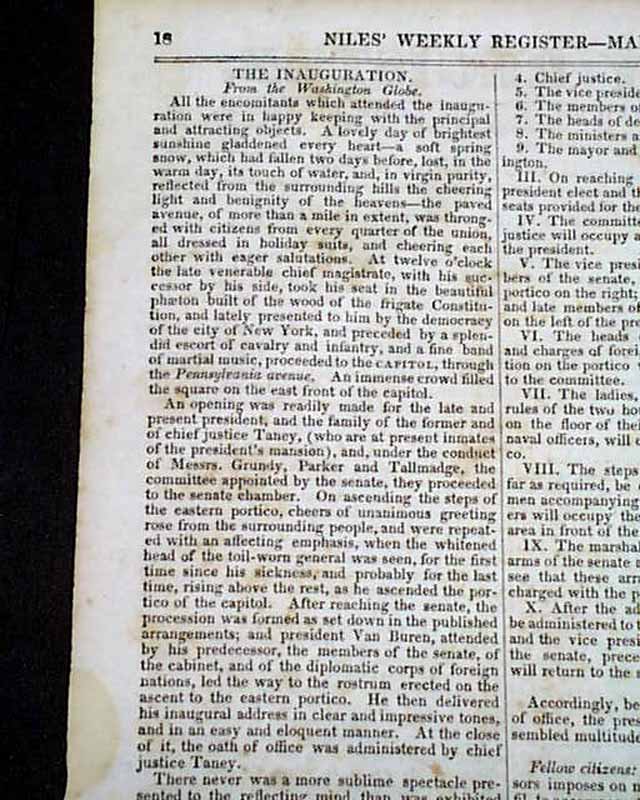 18
NILES' WEEKLY REGISTER—MA
THE INAUGURATION.
From the Washington Globe.
All the encomitants which attended the inaugu-
ration were in happy keeping with the principal
and attracting objects. A lovely day of brightest
sunshine gladdened every heart—a soft spring
snow, which had fallen two days before, lost, in the
warm day, its touch of water, and, in virgin purity,
reflected from the surrounding hills the cheering
light and benignity of the heavens—the paved
avenue, of more than a mile in extent, was throng-
ed with citizens from every quarter of the union,
all dressed in holiday suits, and cheering each
other with eager salutations. At twelve o'clock
the late venerable chief magistrate, with his suc-
cessor by his side, took his seat in the beautiful
phæton built of the wood of the frigate Constitu-
tion, and lately presented to him by the democracy
of the city of New York, and preceded by a splen-
did escort of cavalry and infantry, and a fine band
of martial music, proceeded to the CAPITOL, through
the Pennsylvania avenue. An immense crowd filled
the square on the east front of the capitol.
An opening was readily made for the late and
present president, and the family of the former and
of chief justice Taney, (who are at present inmates
of the president's mansion), and, under the conduct
of Messrs. Grundy, Parker and Tallmadge, the
committee appointed by the senate, they proceeded
to the senate chamber. On ascending the steps of
the eastern portico, cheers of unanimous greeting
rose from the surrounding people, and were repeat-
ed with an affecting emphasis, when the whitened
head of the toil-worn general was seen, for the first
time since his sickness, and probably for the last
time, rising above the rest, as he ascended the por-
tico of the capitol. After reaching the senate, the
procession was formed as set down in the published
arrangements; and president Van Buren, attended
by his predecessor, the members of the senate, of
the cabinet, and of the diplomatic corps of foreign
nations, led the way to the rostrum erected on the
ascent to the eastern portico. He then delivered
his inaugural address in clear and impressive tones,
and in an easy and eloquent manner. At the close
of it, the oath of office was administered by chief
justice Taney.
There never was a more sublime spectacle pre-
sented to the reflecting mind than was exhibited
4. Chief justice.
5. The vice preside
6. The members o
7. The heads of de
8. The ministers a
9. The mayor and
ington.
III. On reaching
president elect and th
seats provided for the
IV. The committe
justice will occupy a
the president.
V. The vice presi
bers of the senate,
portico on the right;
and late members of
on the left of the pre
VI. The heads
and charges of forei
tion on the portico
to the committee.
VII. The ladies,
rules of the two ho
on the floor of thei
naval officers, will
co.
VIII. The steps
far as required, be
men accompanying
ers will occupy the
area in front of the
IX. The marsha
arms of the senate a
see that these arr
charged with the p
X. After the a
be administered to t
and the vice presi
the senate, prece
will return to the s
Accordingly, be
of office, the pres
sembled multitude
Fellow citizens:
sors imposes on